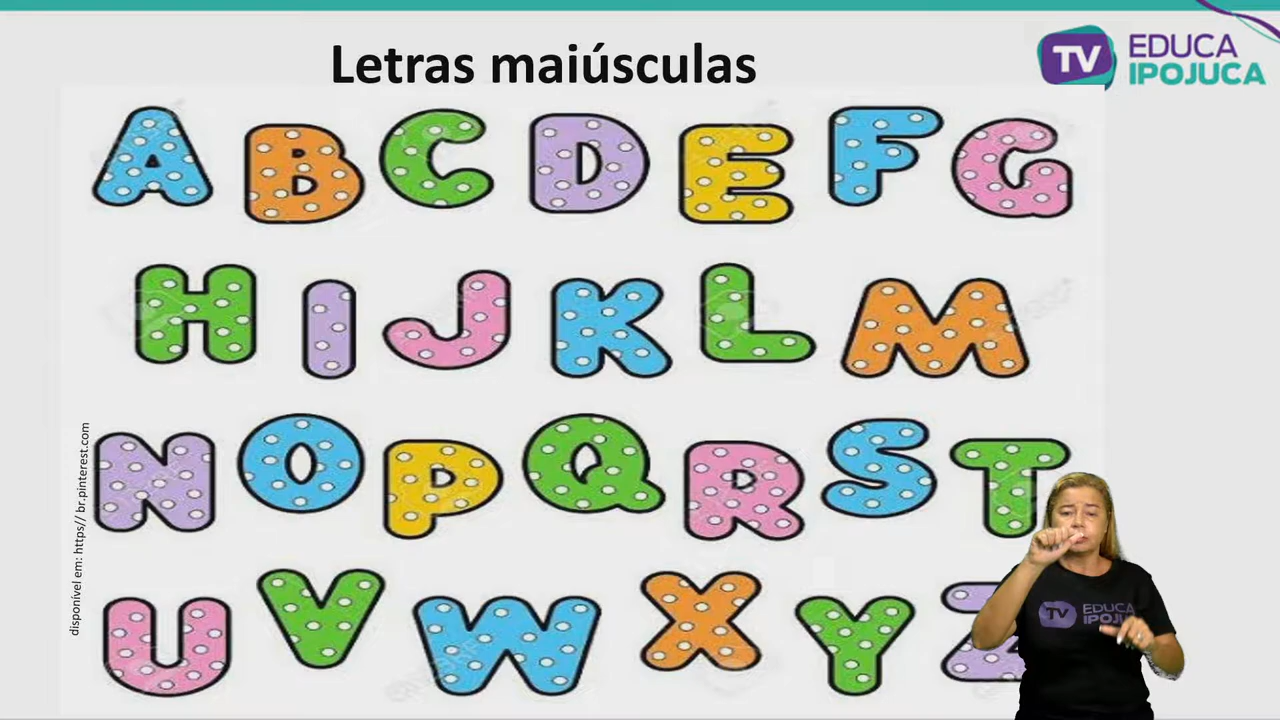 Letras maiúsculas
TV EDUCA
IPOJUCA
A B C D E F G
H I J K L M
N O P Q R S T
U V W X Y Z
disponível em: https// br.pinterest.com
TV EDUCA